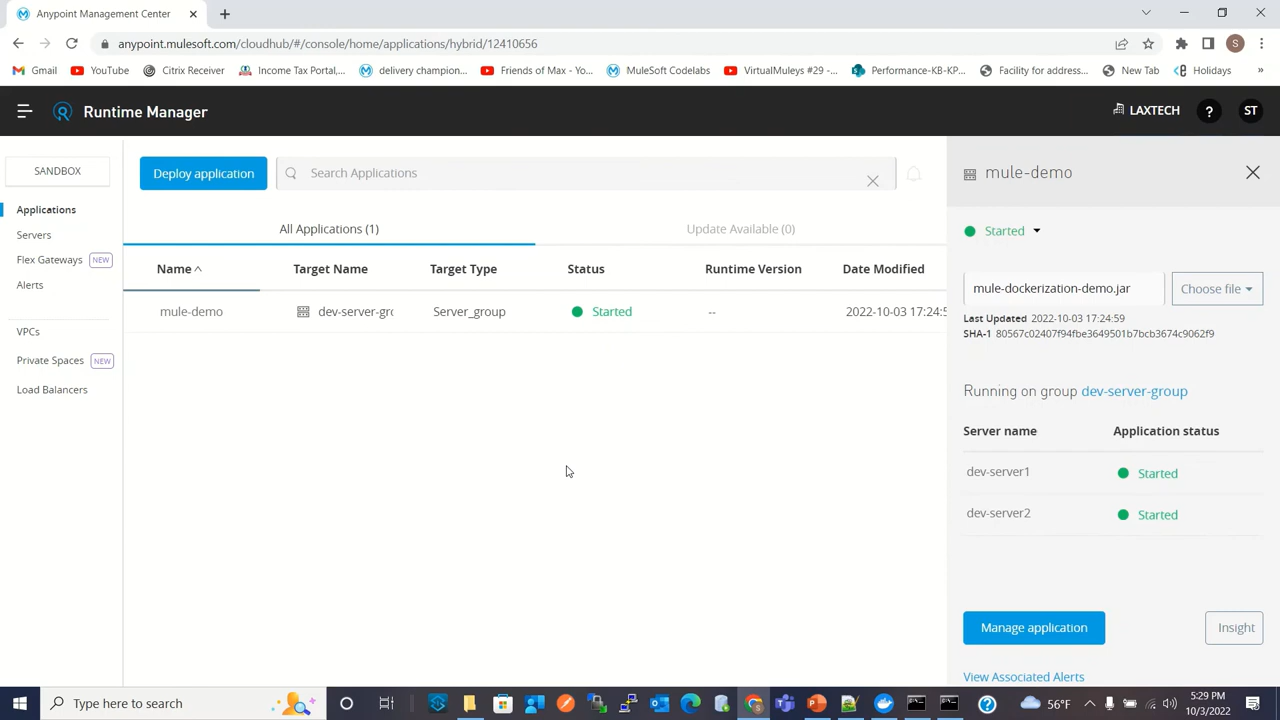 Anypoint Management Center
anypoint.mulesoft.com/cloudhub/#/console/home/applications/hybrid/12410656
S
Gmail YouTube Citrix Receiver Income Tax Portal,... delivery champion... Friends of Max - Yo... MuleSoft Codelabs VirtualMuleys #29 -... Performance-KB-KP... Facility for address... New Tab Holidays »
Runtime Manager LAXTECH ? ST
SANDBOX
Applications
Servers
Flex Gateways NEW
Alerts
VPCs
Private Spaces NEW
Load Balancers
Deploy application Search Applications
All Applications (1) Update Available (0)
Name Target Name Target Type Status Runtime Version Date Modified
mule-demo dev-server-gro Server_group Started -- 2022-10-03 17:24:5
mule-demo
Started
mule-dockerization-demo.jar Choose file
Last Updated 2022-10-03 17:24:59
SHA-1 80567c02407f94fbe3649501b7bcb3674c9062f9
Running on group dev-server-group
Server name Application status
dev-server1 Started
dev-server2 Started
Manage application Insight
View Associated Alerts
Type here to search 56°F 5:29 PM
10/3/2022